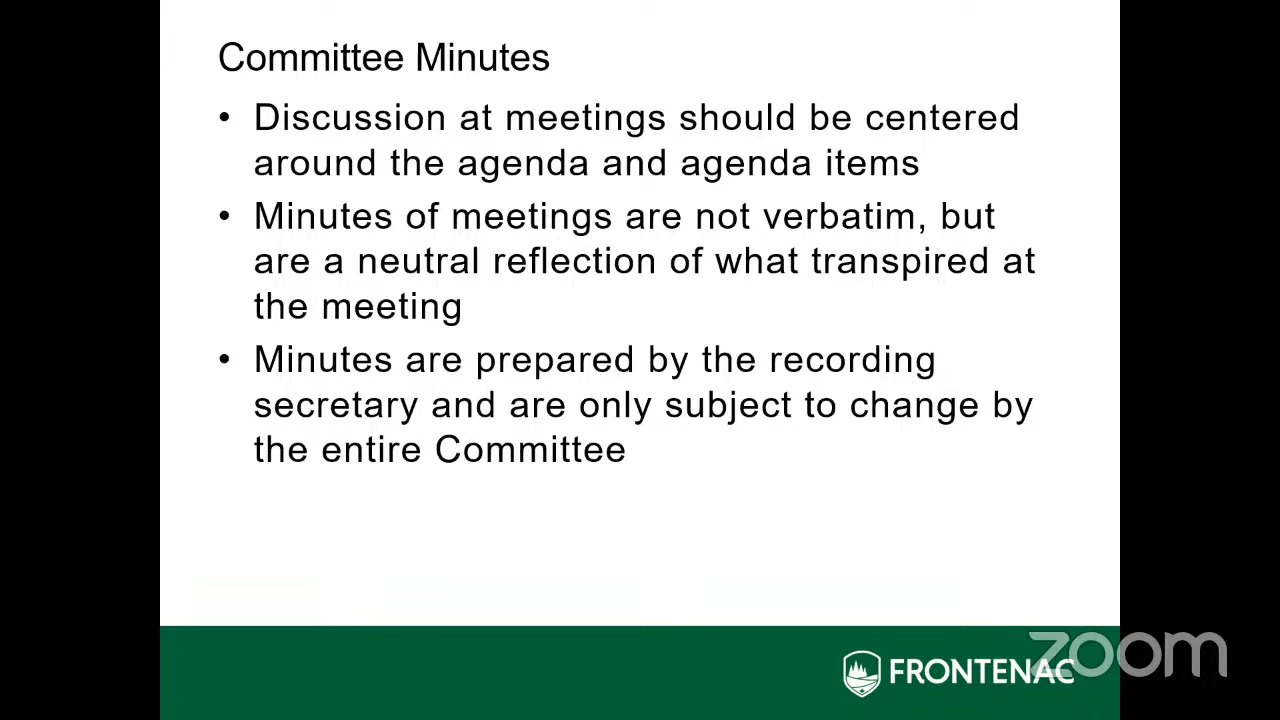 Committee Minutes
• Discussion at meetings should be centered
around the agenda and agenda items
• Minutes of meetings are not verbatim, but
are a neutral reflection of what transpired at
the meeting
• Minutes are prepared by the recording
secretary and are only subject to change by
the entire Committee
FRONTENAC
zoom